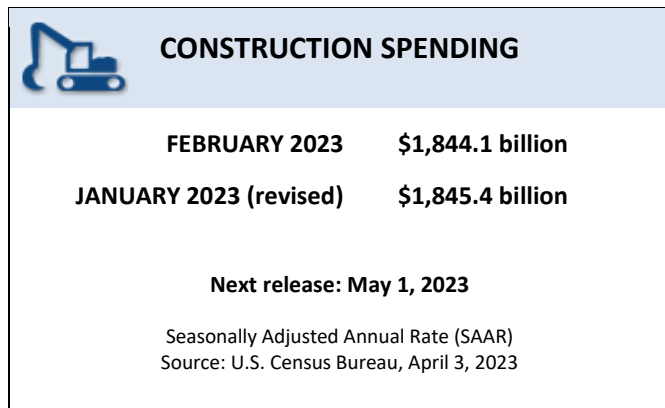 CONSTRUCTION SPENDING
FEBRUARY 2023 $1,844.1 billion
JANUARY 2023 (revised) $1,845.4 billion
Next release: May 1, 2023
Seasonally Adjusted Annual Rate (SAAR)
Source: U.S. Census Bureau, April 3, 2023